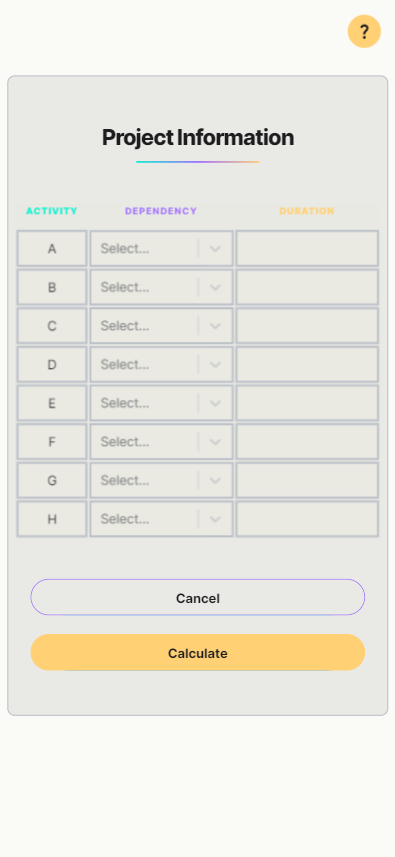 ?
Project Information
ACTIVITY DEPENDENCY DURATION
A Select...
B Select...
C Select...
D Select...
E Select...
F Select...
G Select...
H Select...
Cancel
Calculate